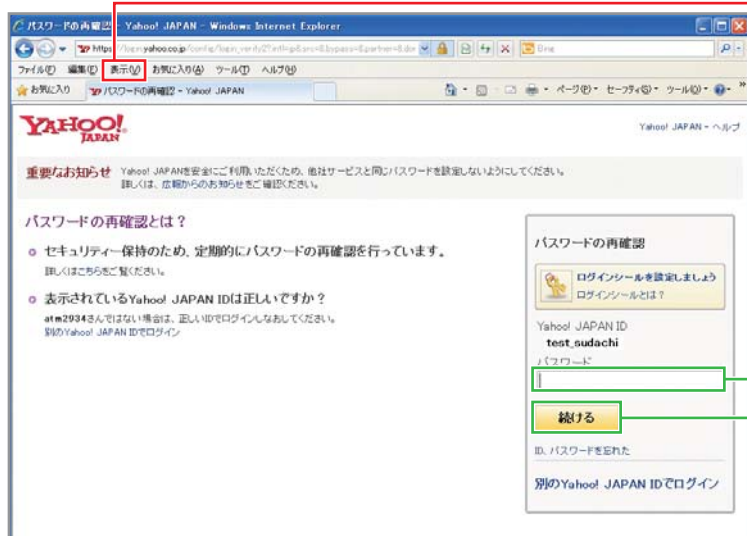 パスワードの再確認 - Yahoo! JAPAN - Windows Internet Explorer
Bing
ファイル(F) 編集(E) 表示(V) お気に入り(A) ツール(T) ヘルプ(H)
お気に入り パスワードの再確認 - Yahoo! JAPAN ページ(P) セーフティ(S) ツール(O)
YAHOO! JAPAN
Yahoo! JAPAN - ヘルプ
重要なお知らせ Yahoo! JAPANを安全にご利用いただくため、他社サービスと同じパスワードを設定しないようにしてください。
詳しくは、広報からのお知らせをご確認ください。
パスワードの再確認とは？
セキュリティー保持のため、定期的にパスワードの再確認を行っています。
詳しくはこちらをご覧ください。
表示されているYahoo! JAPAN IDは正しいですか？
atm2934さんではない場合は、正しいIDでログインしなおしてください。
別のYahoo! JAPAN IDでログイン
パスワードの再確認
ログインシールを設定しましょう
ログインシールとは？
Yahoo! JAPAN ID
test_sudachi
パスワード
続ける
ID、パスワードを忘れた
別のYahoo! JAPAN IDでログイン